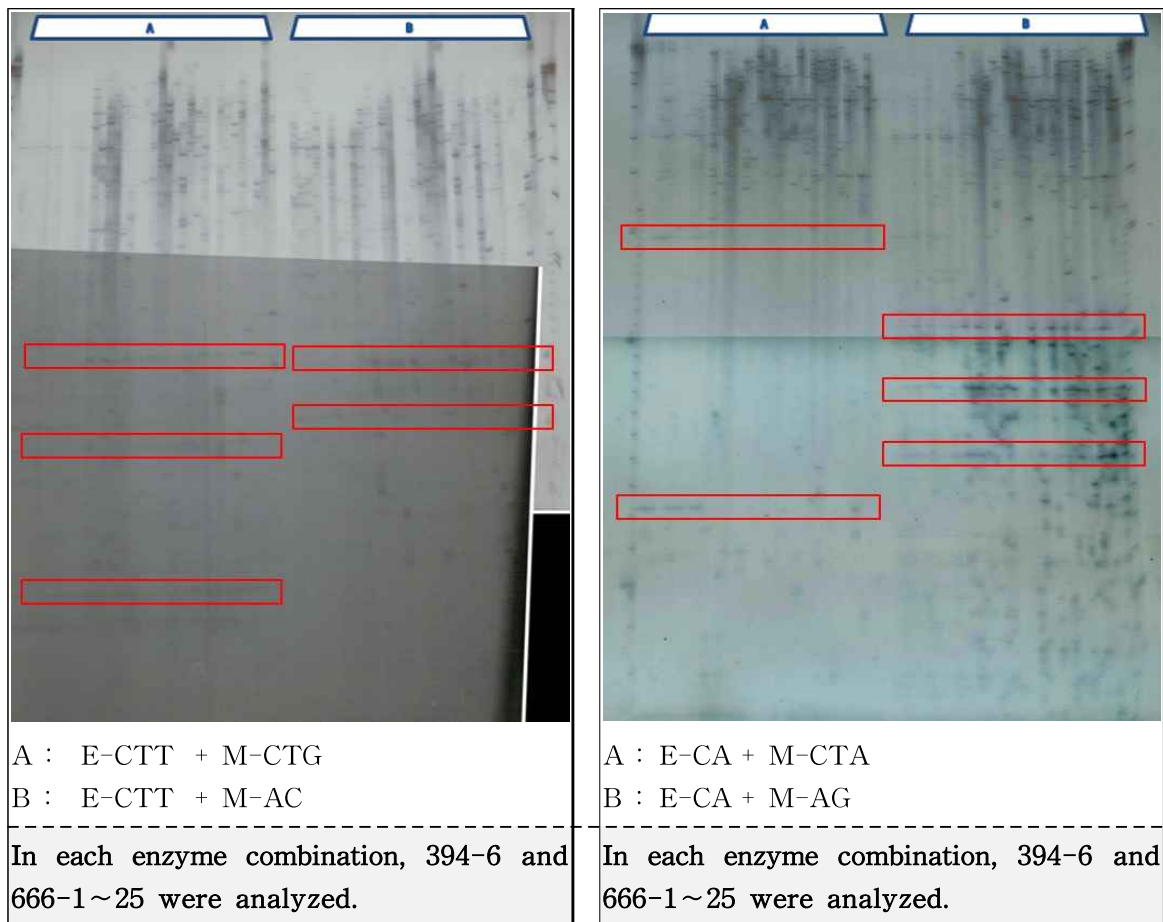 A
B
A : E-CTT + M-CTG
B : E-CTT + M-AC
In each enzyme combination, 394-6 and
666-1~25 were analyzed.
A
B
A : E-CA + M-CTA
B : E-CA + M-AG
In each enzyme combination, 394-6 and
666-1~25 were analyzed.